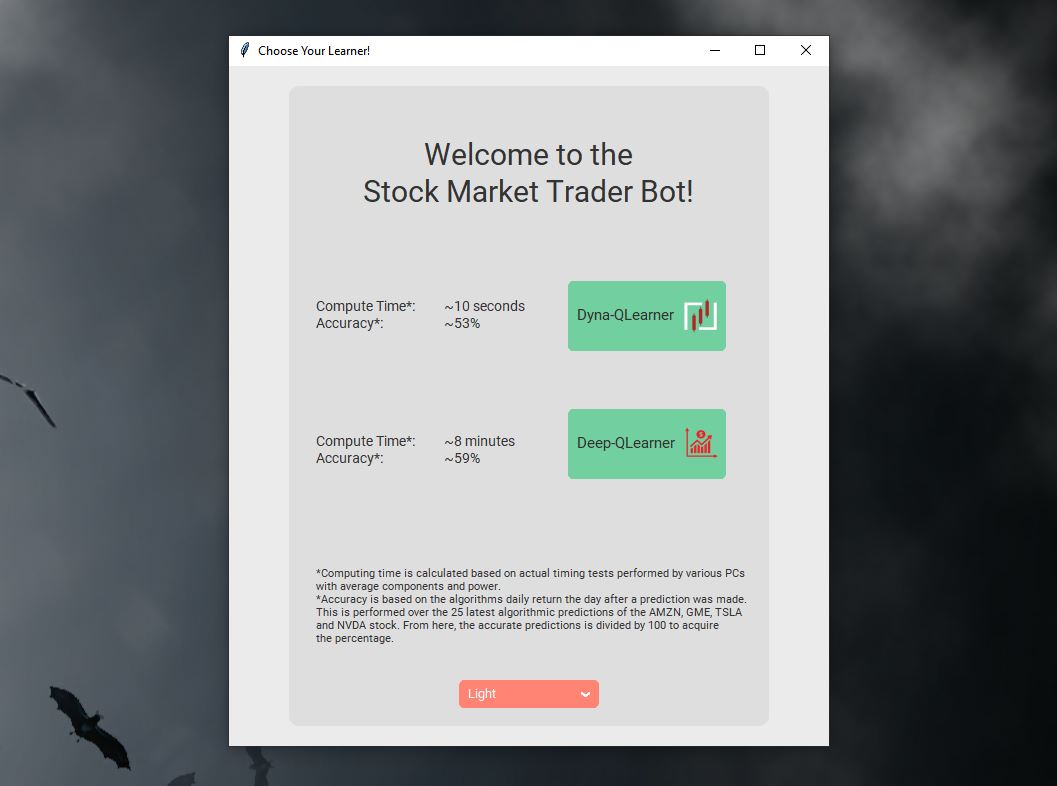 Choose Your Learner!
Welcome to the
Stock Market Trader Bot!
Compute Time*: ~10 seconds
Accuracy*: ~53%
Dyna-QLearner
Compute Time*: ~8 minutes
Accuracy*: ~59%
Deep-QLearner
*Computing time is calculated based on actual timing tests performed by various PCs
with average components and power.
*Accuracy is based on the algorithms daily return the day after a prediction was made.
This is performed over the 25 latest algorithmic predictions of the AMZN, GME, TSLA
and NVDA stock. From here, the accurate predictions is divided by 100 to acquire
the percentage.
Light